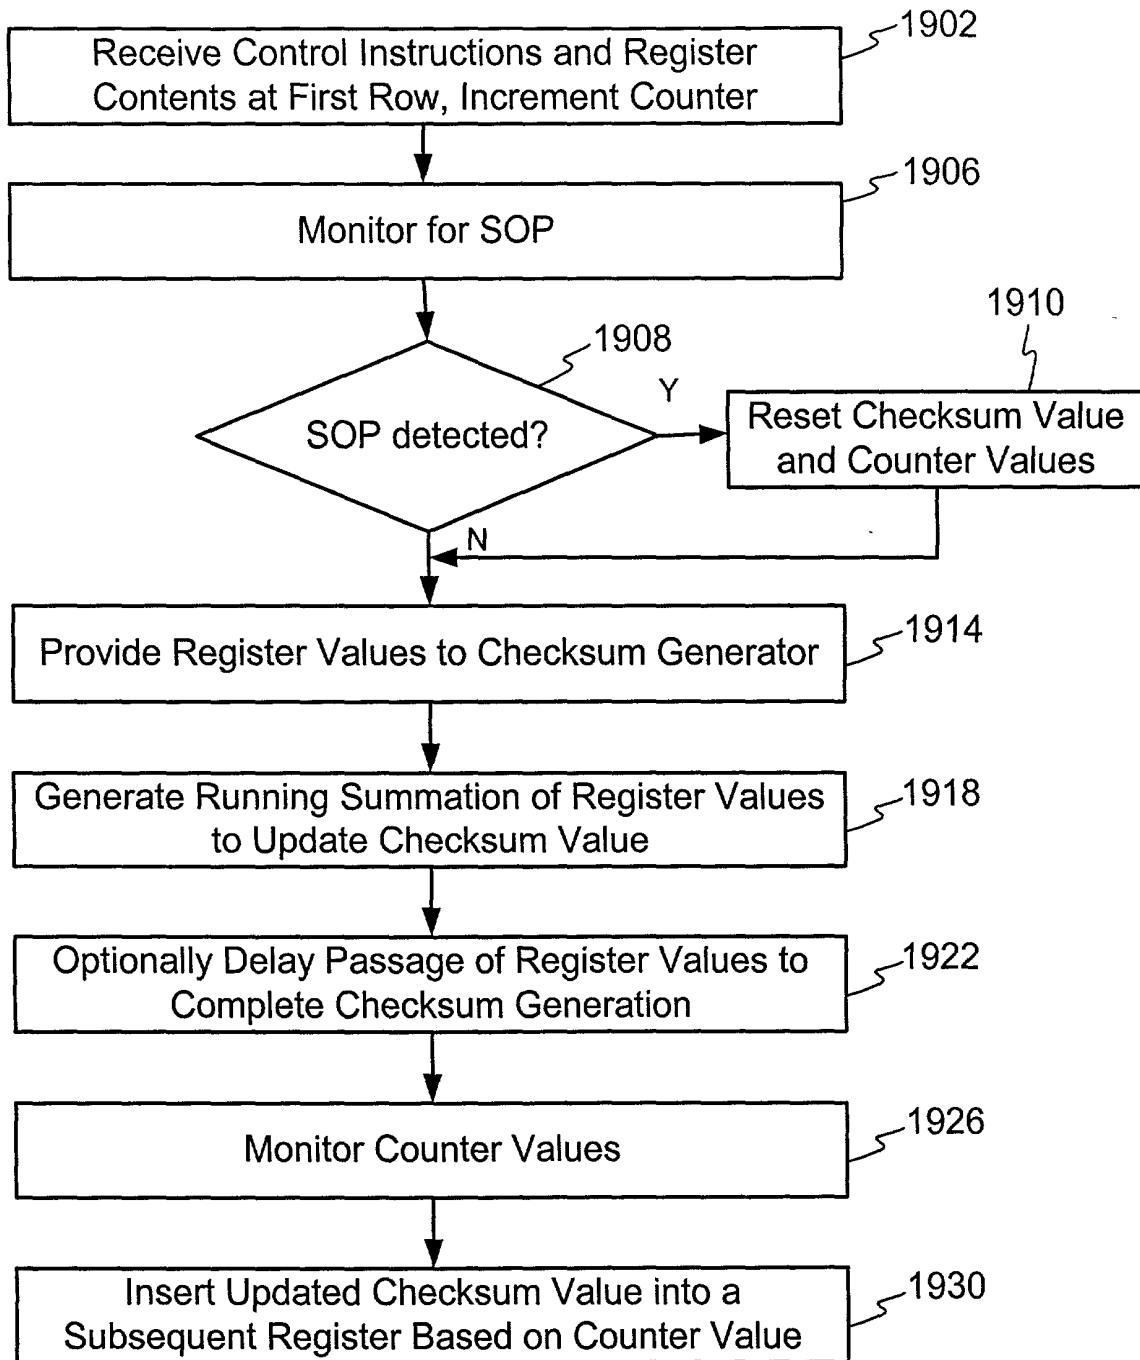 1902
Receive Control Instructions and Register
Contents at First Row, Increment Counter
1906
Monitor for SOP
1910
1908
Y
SOP detected?
Reset Checksum Value
and Counter Values
N
1914
Provide Register Values to Checksum Generator
1918
Generate Running Summation of Register Values
to Update Checksum Value
1922
Optionally Delay Passage of Register Values to
Complete Checksum Generation
1926
Monitor Counter Values
1930
Insert Updated Checksum Value into a
Subsequent Register Based on Counter Value